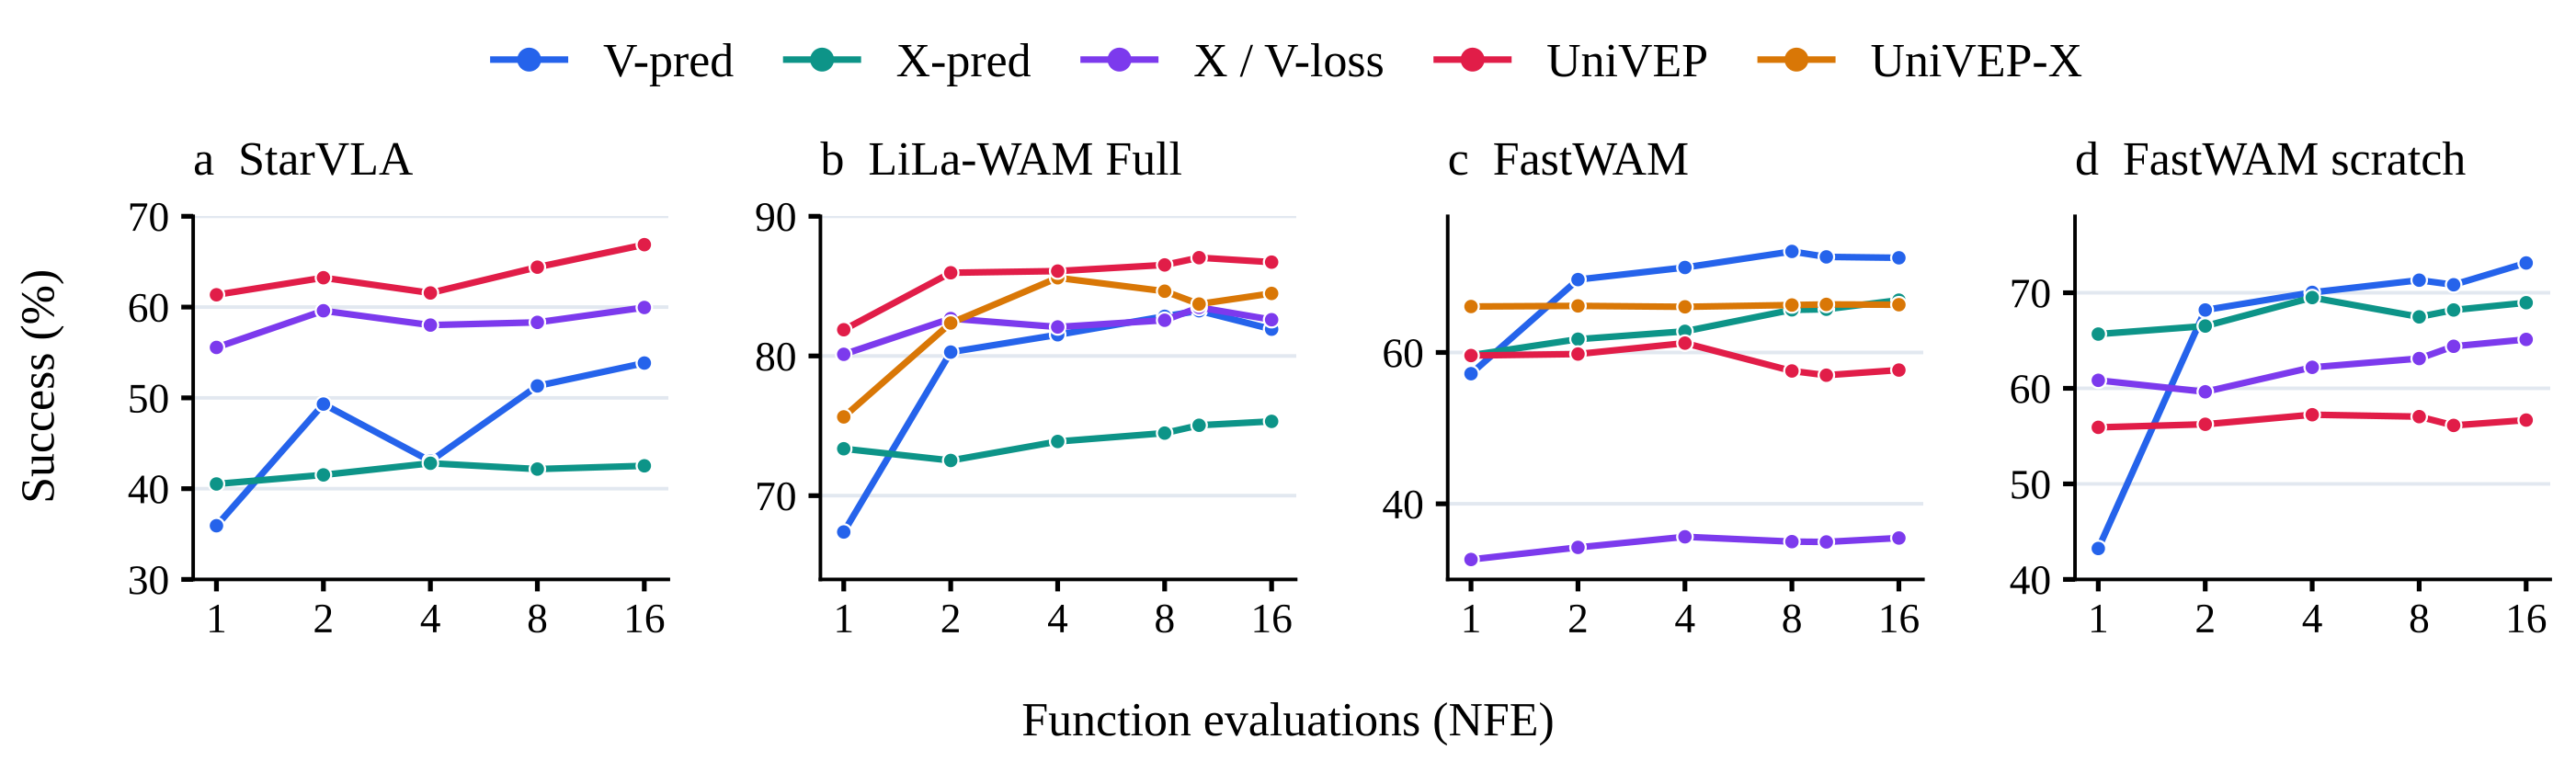 V-pred X-pred X / V-loss UniVEP UniVEP-X
a StarVLA
b LiLa-WAM Full
c FastWAM
d FastWAM scratch
Success (%)
70
60
50
40
30
1 2 4 8 16
90
80
70
1 2 4 8 16
60
40
1 2 4 8 16
70
60
50
40
1 2 4 8 16
Function evaluations (NFE)